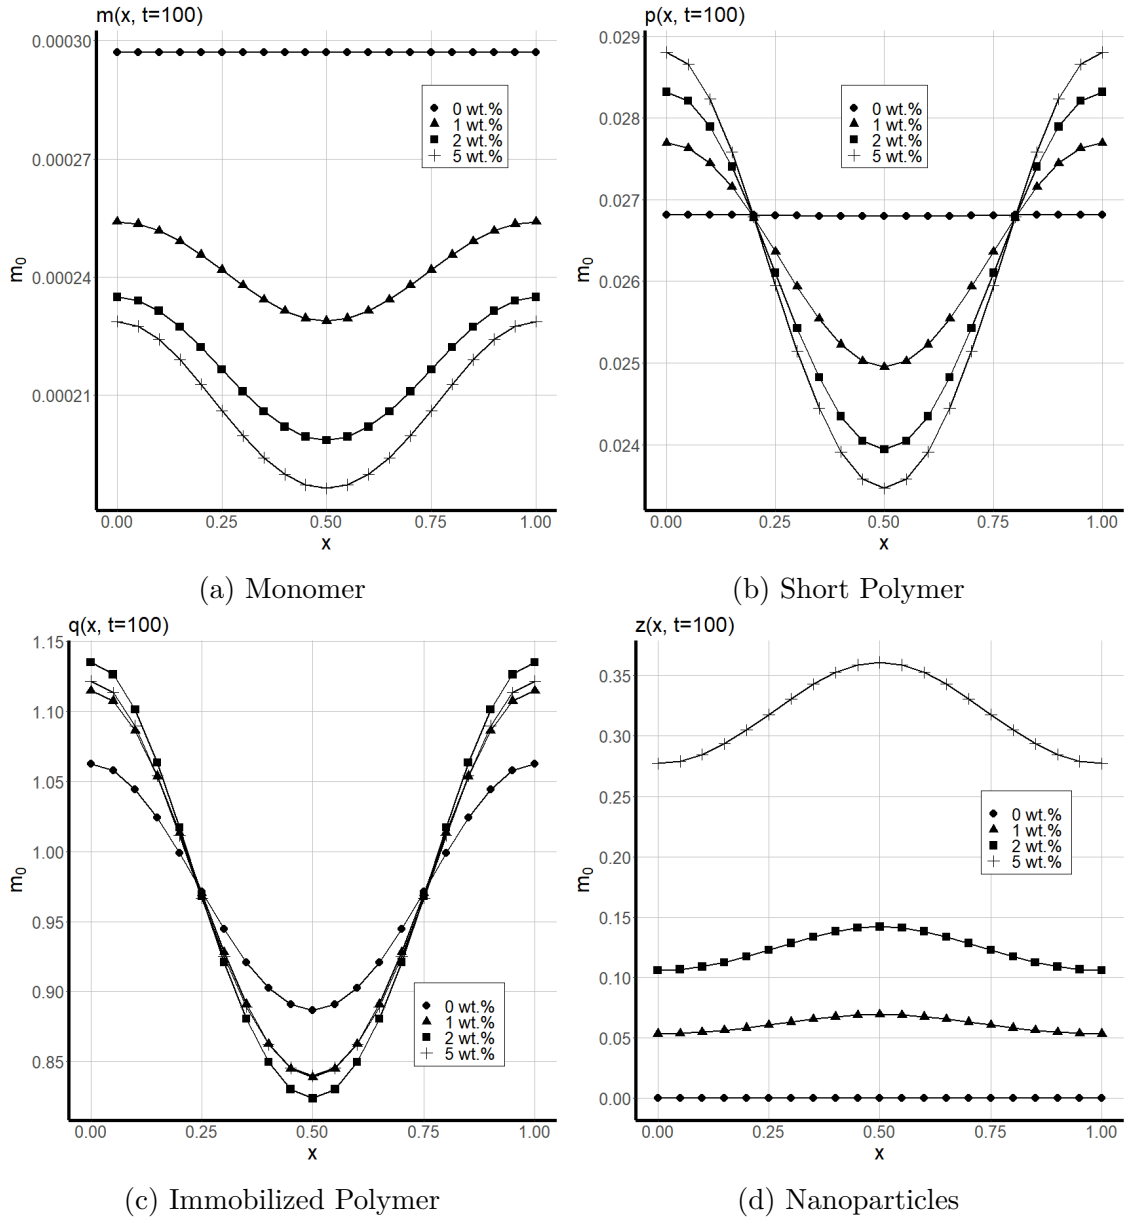 m(x, t=100)
0.00030
0.00027
0.00024
0.00021
m₀
0 wt.%
1 wt.%
2 wt.%
5 wt.%
0.00 0.25 0.50 0.75 1.00
x
(a) Monomer
p(x, t=100)
0.029
0.028
0.027
0.026
0.025
0.024
m₀
0 wt.%
1 wt.%
2 wt.%
5 wt.%
0.00 0.25 0.50 0.75 1.00
x
(b) Short Polymer
q(x, t=100)
1.15
1.10
1.05
1.00
0.95
0.90
0.85
m₀
0 wt.%
1 wt.%
2 wt.%
5 wt.%
0.00 0.25 0.50 0.75 1.00
x
(c) Immobilized Polymer
z(x, t=100)
0.35
0.30
0.25
0.20
0.15
0.10
0.05
0.00
m₀
0 wt.%
1 wt.%
2 wt.%
5 wt.%
0.00 0.25 0.50 0.75 1.00
x
(d) Nanoparticles